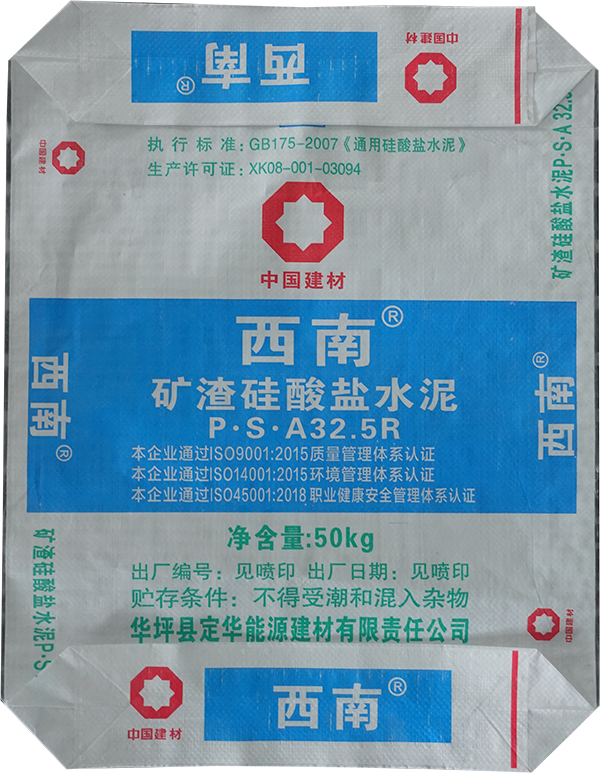 西南®
中国建材
执行标准:GB175-2007《通用硅酸盐水泥》
生产许可证:XK08-001-03094
中国建材
矿渣硅酸盐水泥P·S·A 32.5
中国建材
西南®
矿渣硅酸盐水泥
P·S·A32.5R
本企业通过ISO9001:2015质量管理体系认证
本企业通过ISO14001:2015环境管理体系认证
本企业通过ISO45001:2018职业健康安全管理体系认证
西南®
西南®
净含量:50kg
出厂编号:见喷印 出厂日期:见喷印
贮存条件:不得受潮和混入杂物
华坪县定华能源建材有限责任公司
矿渣硅酸盐水泥P·S·
中国建材
中国建材
西南®